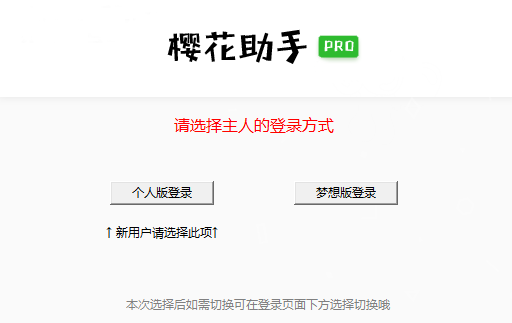 樱花助手 PRO
请选择主人的登录方式
个人版登录 梦想版登录
↑新用户请选择此项↑
本次选择后如需切换可在登录页面下方选择切换哦